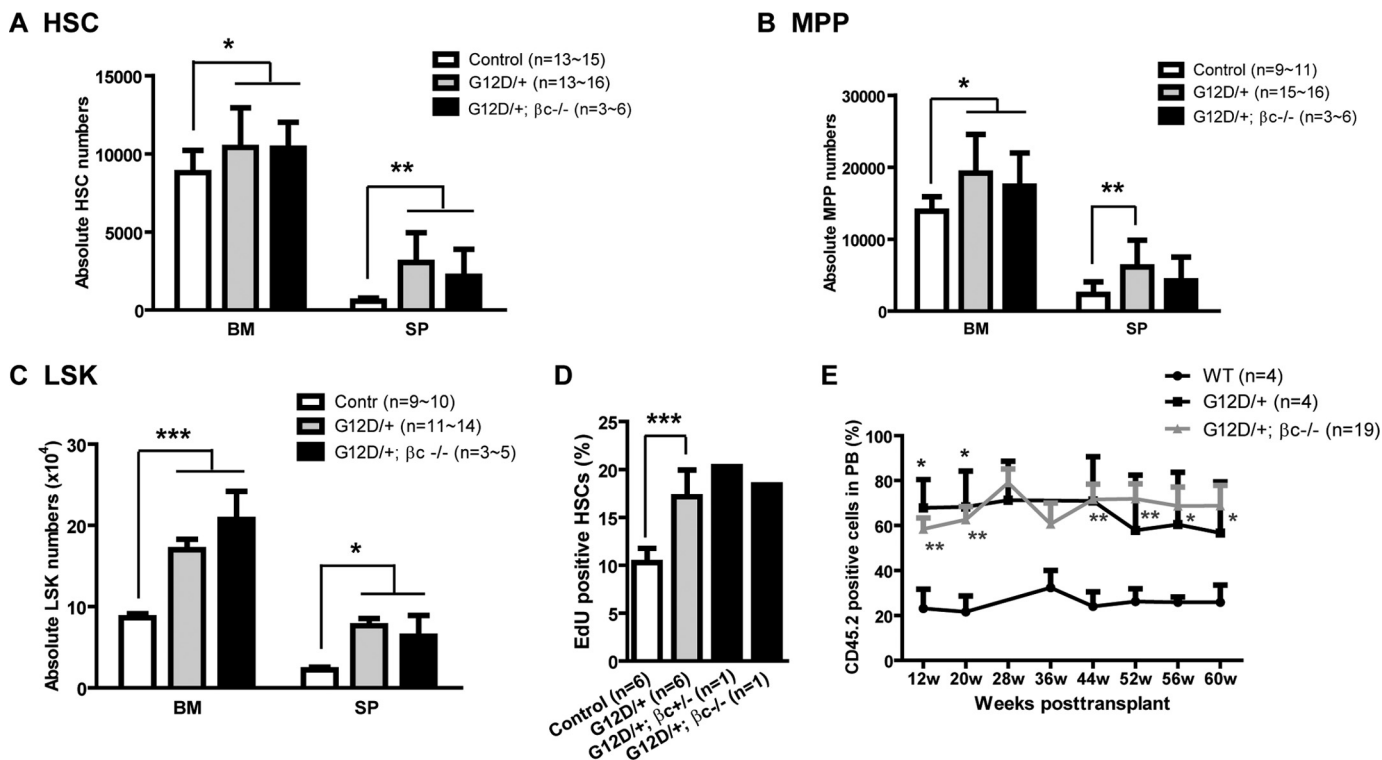 A HSC
Control (n=13~15)
G12D/+ (n=13~16)
G12D/+; βc-/- (n=3~6)
Absolute HSC numbers
15000
10000
5000
0
*
**
BM
SP
B MPP
Control (n=9~11)
G12D/+ (n=15~16)
G12D/+; βc-/- (n=3~6)
Absolute MPP numbers
30000
20000
10000
0
*
**
BM
SP
C LSK
Contr (n=9~10)
G12D/+ (n=11~14)
G12D/+; βc -/- (n=3~5)
Absolute LSK numbers (x10⁴)
30
20
10
0
***
*
BM
SP
D
EdU positive HSCs (%)
25
20
15
10
5
0
***
Control (n=6)
G12D/+ (n=6)
G12D/+; βc+/- (n=1)
G12D/+; βc-/- (n=1)
E
WT (n=4)
G12D/+ (n=4)
G12D/+; βc-/- (n=19)
CD45.2 positive cells in PB (%)
100
80
60
40
20
0
* *
** ** ** ** * *
12w 20w 28w 36w 44w 52w 56w 60w
Weeks posttransplant